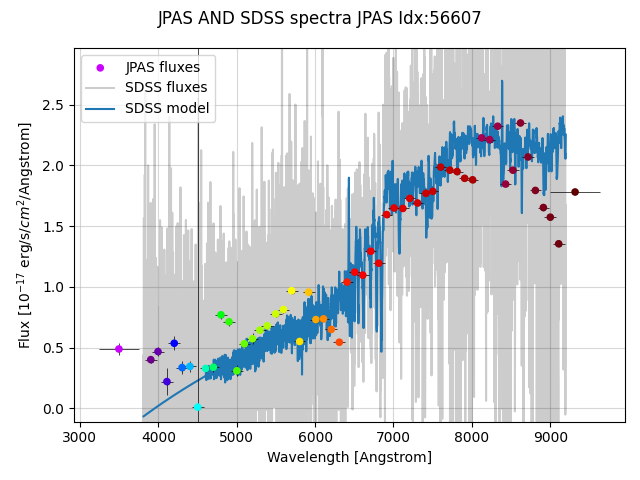 JPAS AND SDSS spectra JPAS Idx:56607
JPAS fluxes
SDSS fluxes
SDSS model
Flux [10⁻¹⁷ erg/s/cm²/Angstrom]
2.5
2.0
1.5
1.0
0.5
0.0
3000 4000 5000 6000 7000 8000 9000
Wavelength [Angstrom]